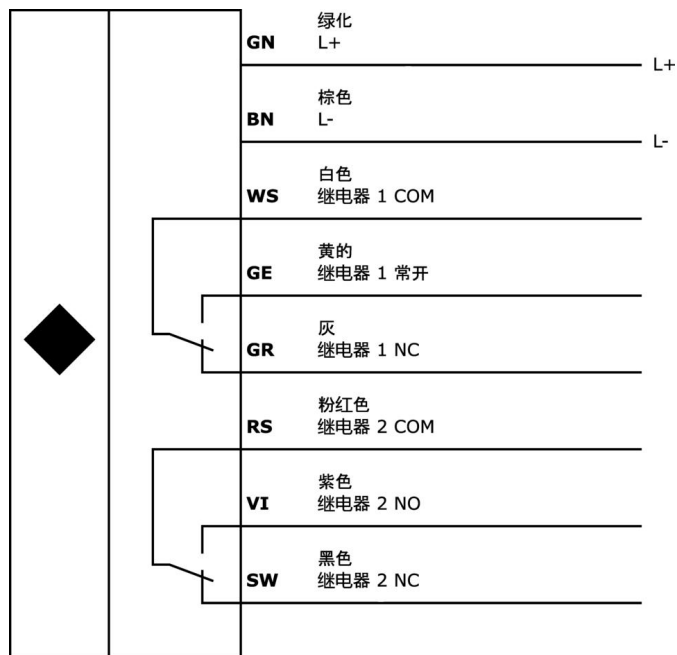 绿化
GN L+
L+
棕色
BN L-
L-
白色
WS 继电器 1 COM
黄的
GE 继电器 1 常开
灰
GR 继电器 1 NC
粉红色
RS 继电器 2 COM
紫色
VI 继电器 2 NO
黑色
SW 继电器 2 NC